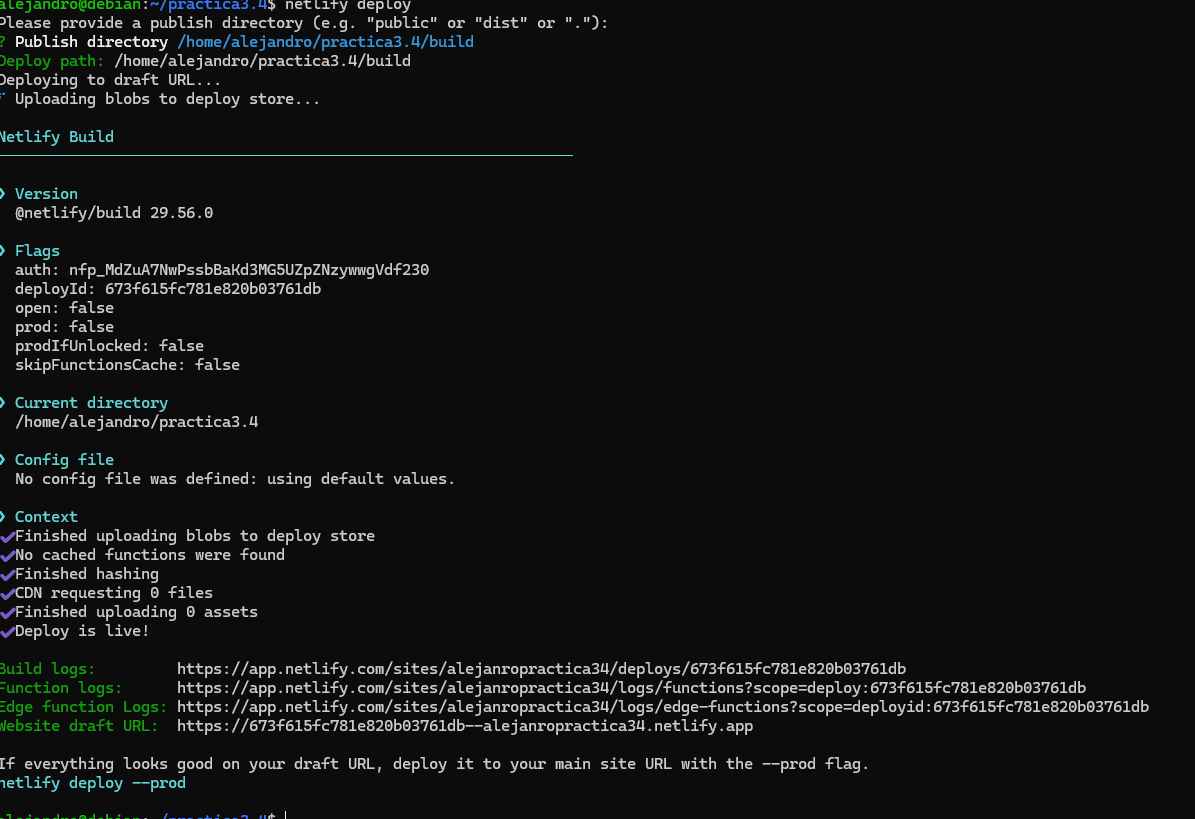 alejandro@debian:~/practica3.4$ netlify deploy
Please provide a publish directory (e.g. "public" or "dist" or "."):
? Publish directory /home/alejandro/practica3.4/build
Deploy path: /home/alejandro/practica3.4/build
Deploying to draft URL...
⠋ Uploading blobs to deploy store...
Netlify Build
────────────────────────────────────────────────────────────────
❯ Version
@netlify/build 29.56.0
❯ Flags
auth: nfp_MdZuA7NwPssbBaKd3MG5UZpZNzywwgVdf230
deployId: 673f615fc781e820b03761db
open: false
prod: false
prodIfUnlocked: false
skipFunctionsCache: false
❯ Current directory
/home/alejandro/practica3.4
❯ Config file
No config file was defined: using default values.
❯ Context
✔Finished uploading blobs to deploy store
✔No cached functions were found
✔Finished hashing
✔CDN requesting 0 files
✔Finished uploading 0 assets
✔Deploy is live!
Build logs: https://app.netlify.com/sites/alejanropractica34/deploys/673f615fc781e820b03761db
Function logs: https://app.netlify.com/sites/alejanropractica34/logs/functions?scope=deploy:673f615fc781e820b03761db
Edge function Logs: https://app.netlify.com/sites/alejanropractica34/logs/edge-functions?scope=deployid:673f615fc781e820b03761db
Website draft URL: https://673f615fc781e820b03761db--alejanropractica34.netlify.app
If everything looks good on your draft URL, deploy it to your main site URL with the --prod flag.
netlify deploy --prod
alejandro@debian:~/practica3.4$